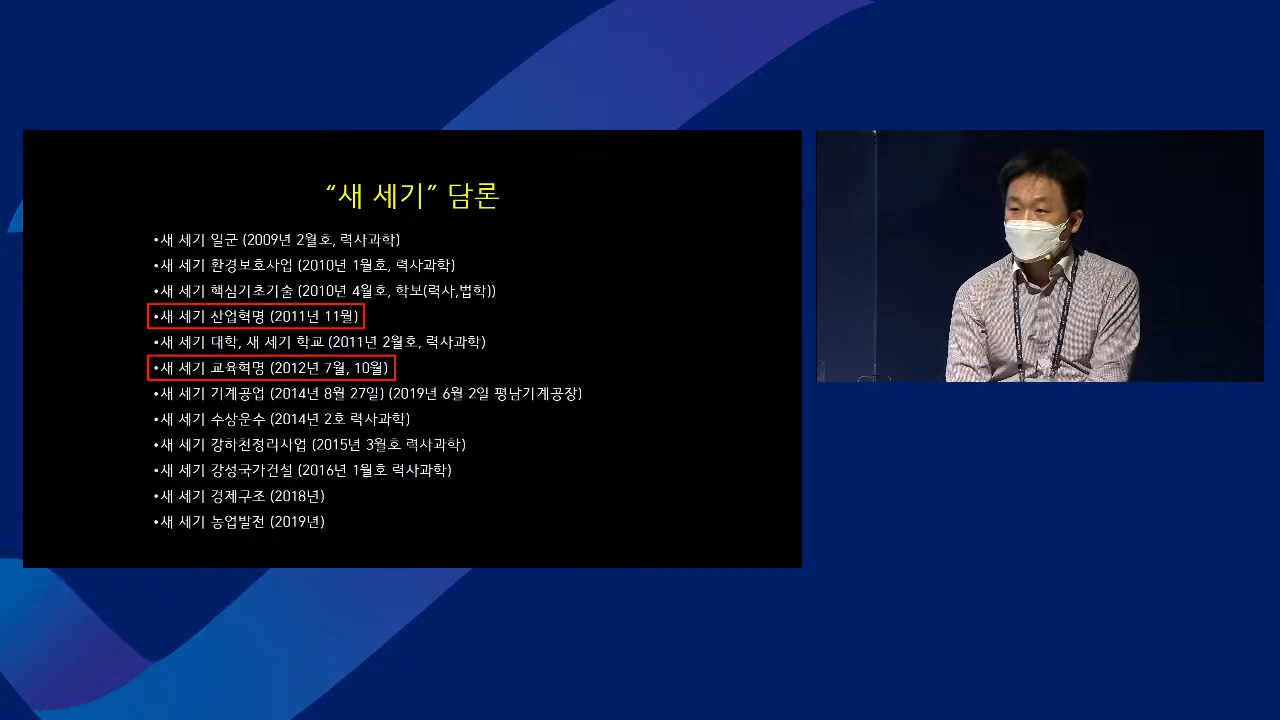 “새 세기” 담론
•새 세기 일군 (2009년 2월호, 력사과학)
•새 세기 환경보호사업 (2010년 1월호, 력사과학)
•새 세기 핵심기초기술 (2010년 4월호, 학보(력사,법학))
•새 세기 산업혁명 (2011년 11월)
•새 세기 대학, 새 세기 학교 (2011년 2월호, 력사과학)
•새 세기 교육혁명 (2012년 7월, 10월)
•새 세기 기계공업 (2014년 8월 27일) (2019년 6월 2일 평남기계공장)
•새 세기 수상운수 (2014년 2호 력사과학)
•새 세기 강하천정리사업 (2015년 3월호 력사과학)
•새 세기 강성국가건설 (2016년 1월호 력사과학)
•새 세기 경제구조 (2018년)
•새 세기 농업발전 (2019년)